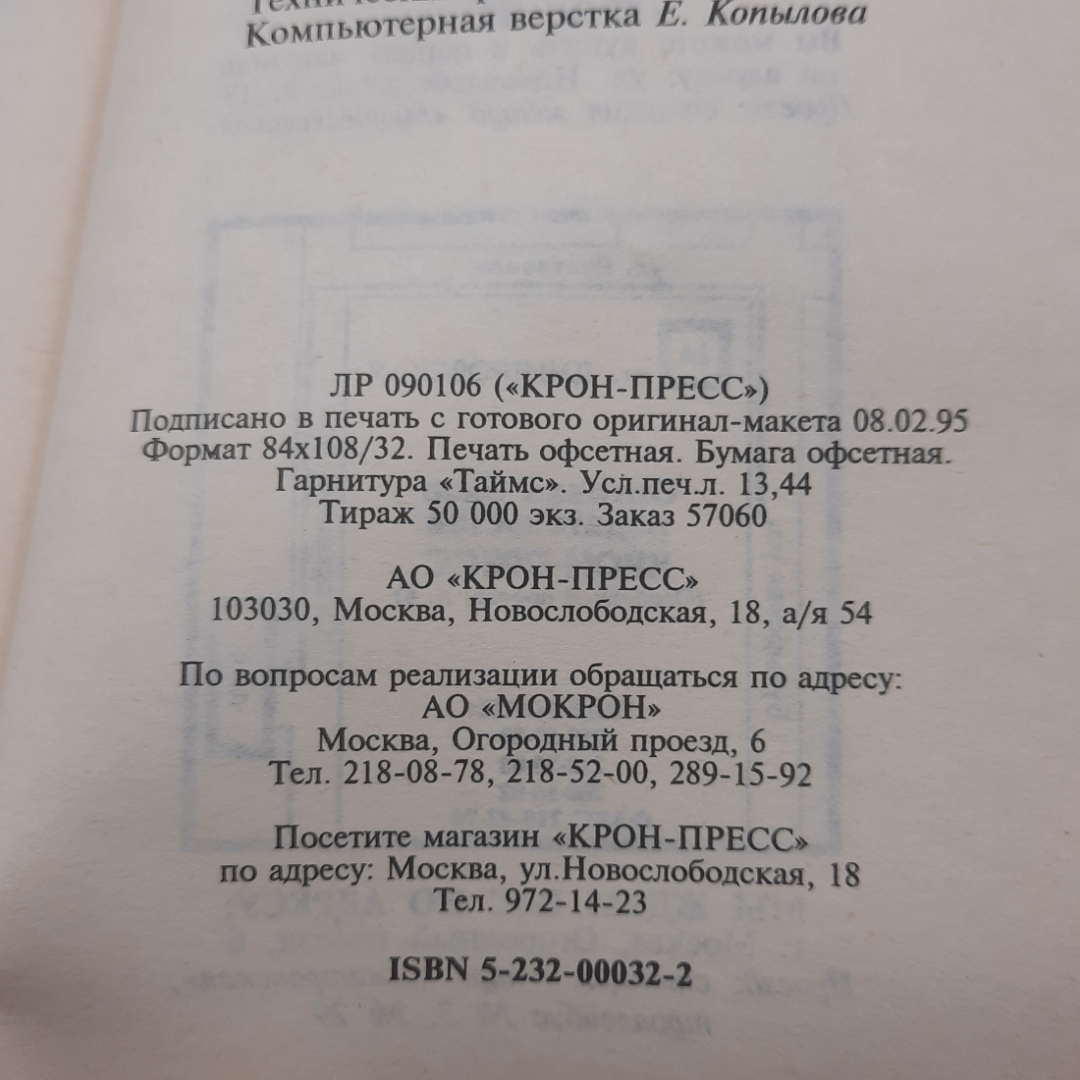 Компьютерная верстка Е. Копылова
ЛР 090106 («КРОН-ПРЕСС»)
Подписано в печать с готового оригинал-макета 08.02.95
Формат 84x108/32. Печать офсетная. Бумага офсетная.
Гарнитура «Таймс». Усл.печ.л. 13,44
Тираж 50 000 экз. Заказ 57060
АО «КРОН-ПРЕСС»
103030, Москва, Новослободская, 18, а/я 54
По вопросам реализации обращаться по адресу:
АО «МОКРОН»
Москва, Огородный проезд, 6
Тел. 218-08-78, 218-52-00, 289-15-92
Посетите магазин «КРОН-ПРЕСС»
по адресу: Москва, ул.Новослободская, 18
Тел. 972-14-23
ISBN 5-232-00032-2